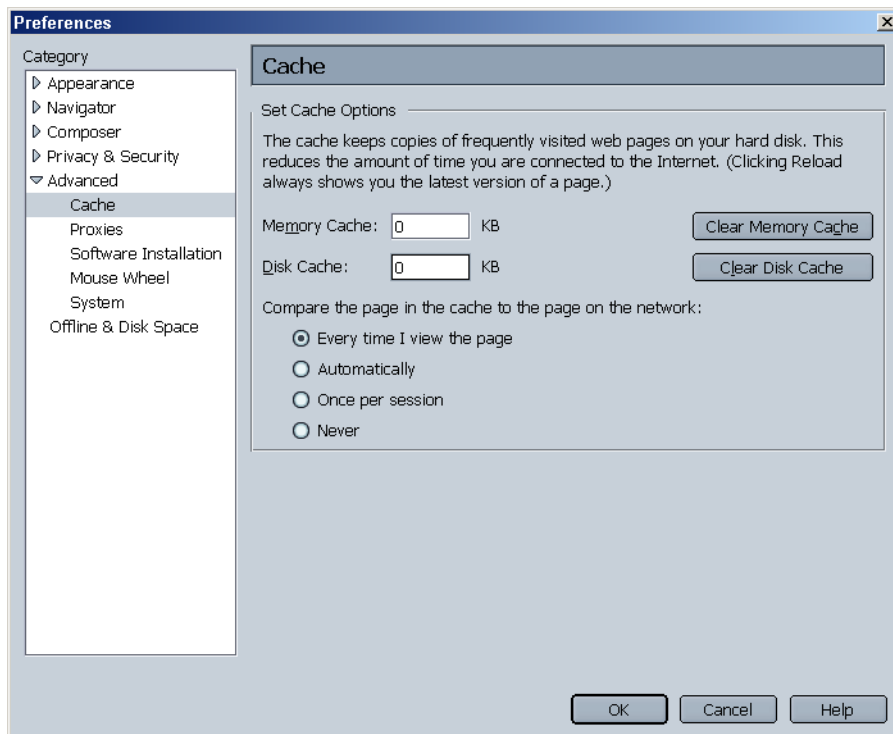 Preferences
Category
Appearance
Navigator
Composer
Privacy & Security
Advanced
Cache
Proxies
Software Installation
Mouse Wheel
System
Offline & Disk Space
Cache
Set Cache Options
The cache keeps copies of frequently visited web pages on your hard disk. This
reduces the amount of time you are connected to the Internet. (Clicking Reload
always shows you the latest version of a page.)
Memory Cache: 0 KB Clear Memory Cache
Disk Cache: 0 KB Clear Disk Cache
Compare the page in the cache to the page on the network:
Every time I view the page
Automatically
Once per session
Never
OK Cancel Help